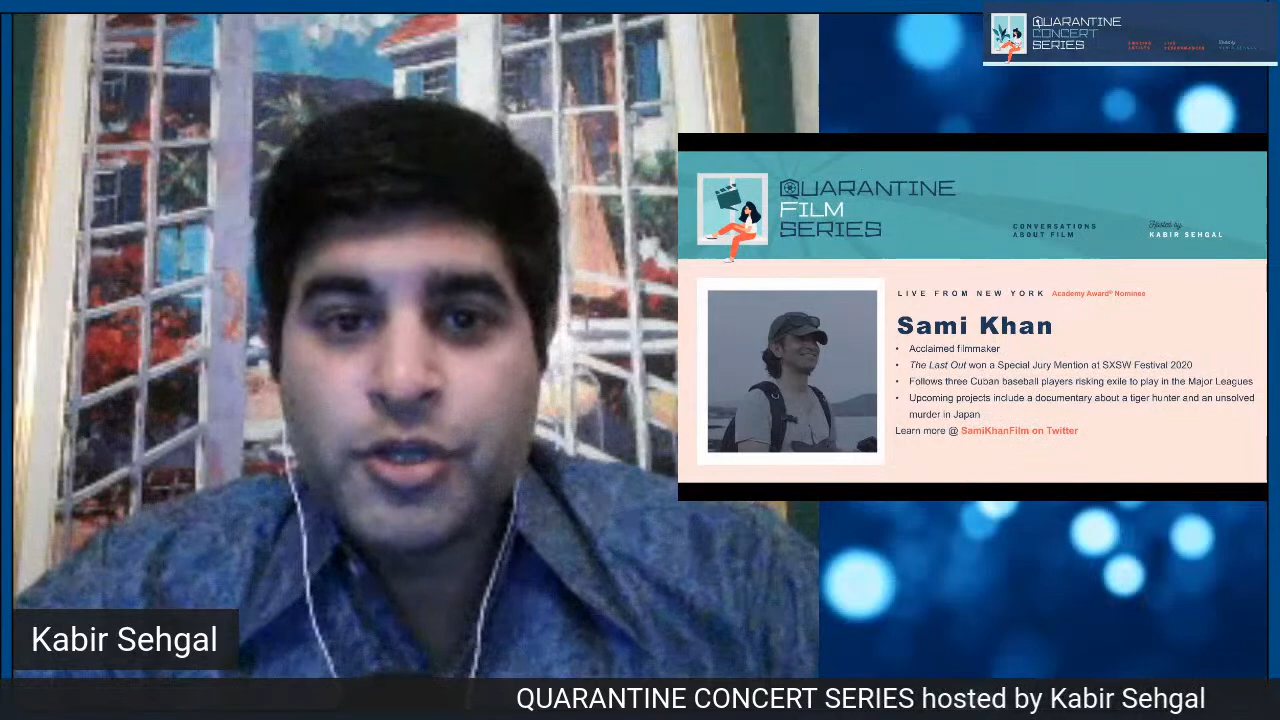 QUARANTINE
CONCERT
SERIES
QUARANTINE
FILM
SERIES
CONVERSATIONS
ABOUT FILM
Hosted by
KABIR SEHGAL
LIVE FROM NEW YORK Academy Award® Nominee
Sami Khan
• Acclaimed filmmaker
• The Last Out won a Special Jury Mention at SXSW Festival 2020
• Follows three Cuban baseball players risking exile to play in the Major Leagues
• Upcoming projects include a documentary about a tiger hunter and an unsolved
murder in Japan
Learn more @ SamiKhanFilm on Twitter
Kabir Sehgal
QUARANTINE CONCERT SERIES hosted by Kabir Sehgal